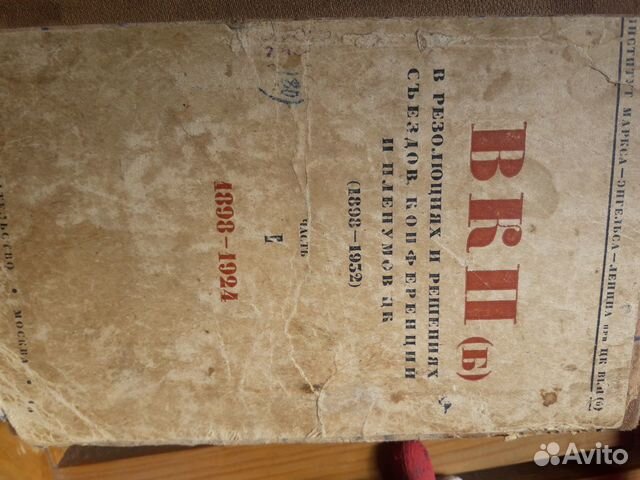 ИНСТИТУТ МАРКСА—ЭНГЕЛЬСА—ЛЕНИНА при ЦК ВКП(б)
ВКП(Б)
В РЕЗОЛЮЦИЯХ И РЕШЕНИЯХ
СЪЕЗДОВ, КОНФЕРЕНЦИЙ
И ПЛЕНУМОВ ЦК
(1898—1932)
ЧАСТЬ
I
1898—1924
МОСКВА
Avito